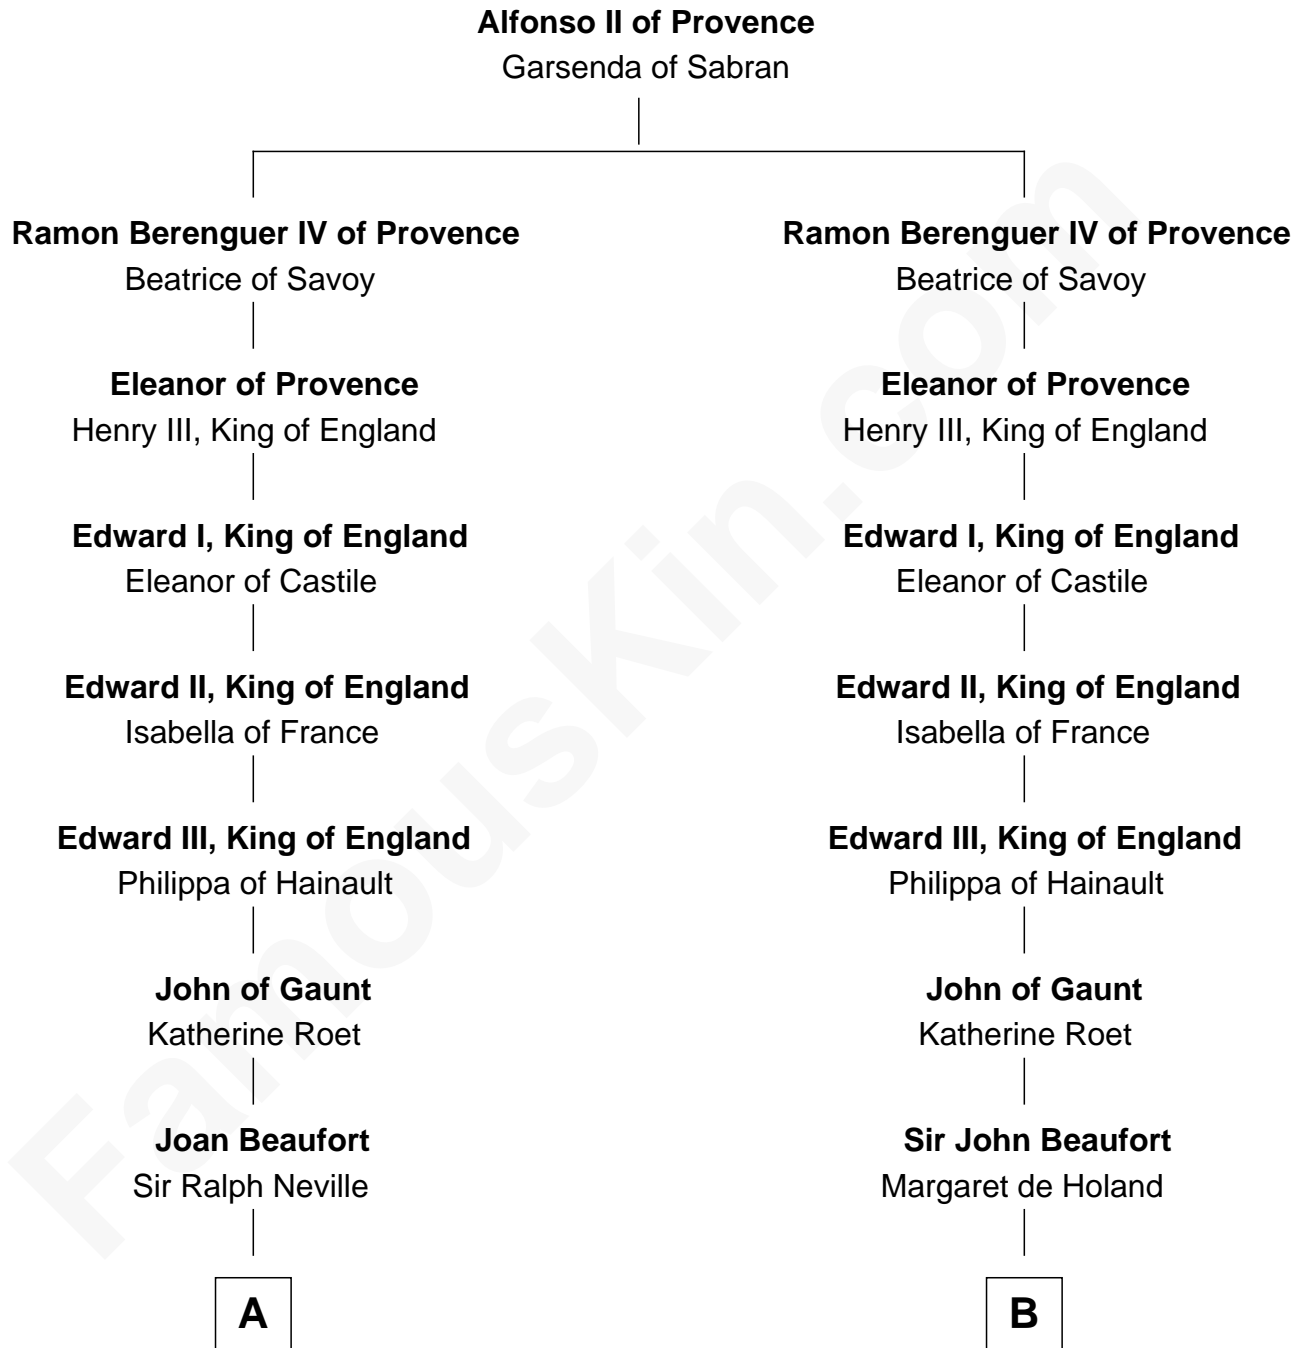 Alfonso II of Provence
Garsenda of Sabran
Ramon Berenguer IV of Provence
Beatrice of Savoy
Eleanor of Provence
Henry III, King of England
Edward I, King of England
Eleanor of Castile
Edward II, King of England
Isabella of France
Edward III, King of England
Philippa of Hainault
John of Gaunt
Katherine Roet
Joan Beaufort
Sir Ralph Neville
A
Ramon Berenguer IV of Provence
Beatrice of Savoy
Eleanor of Provence
Henry III, King of England
Edward I, King of England
Eleanor of Castile
Edward II, King of England
Isabella of France
Edward III, King of England
Philippa of Hainault
John of Gaunt
Katherine Roet
Sir John Beaufort
Margaret de Holand
B
FamousKin.com